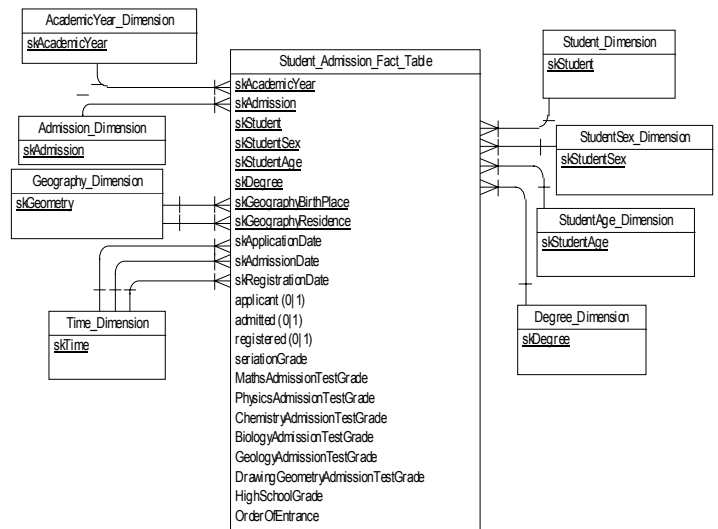 AcademicYear_Dimension
skAcademicYear
Admission_Dimension
skAdmission
Geography_Dimension
skGeometry
Time_Dimension
skTime
Student_Admission_Fact_Table
skAcademicYear
skAdmission
skStudent
skStudentSex
skStudentAge
skDegree
skGeographyBirthPlace
skGeographyResidence
skApplicationDate
skAdmissionDate
skRegistrationDate
applicant (0|1)
admitted (0|1)
registered (0|1)
seriationGrade
MathsAdmissionTestGrade
PhysicsAdmissionTestGrade
ChemistryAdmissionTestGrade
BiologyAdmissionTestGrade
GeologyAdmissionTestGrade
DrawingGeometryAdmissionTestGrade
HighSchoolGrade
OrderOfEntrance
Student_Dimension
skStudent
StudentSex_Dimension
skStudentSex
StudentAge_Dimension
skStudentAge
Degree_Dimension
skDegree